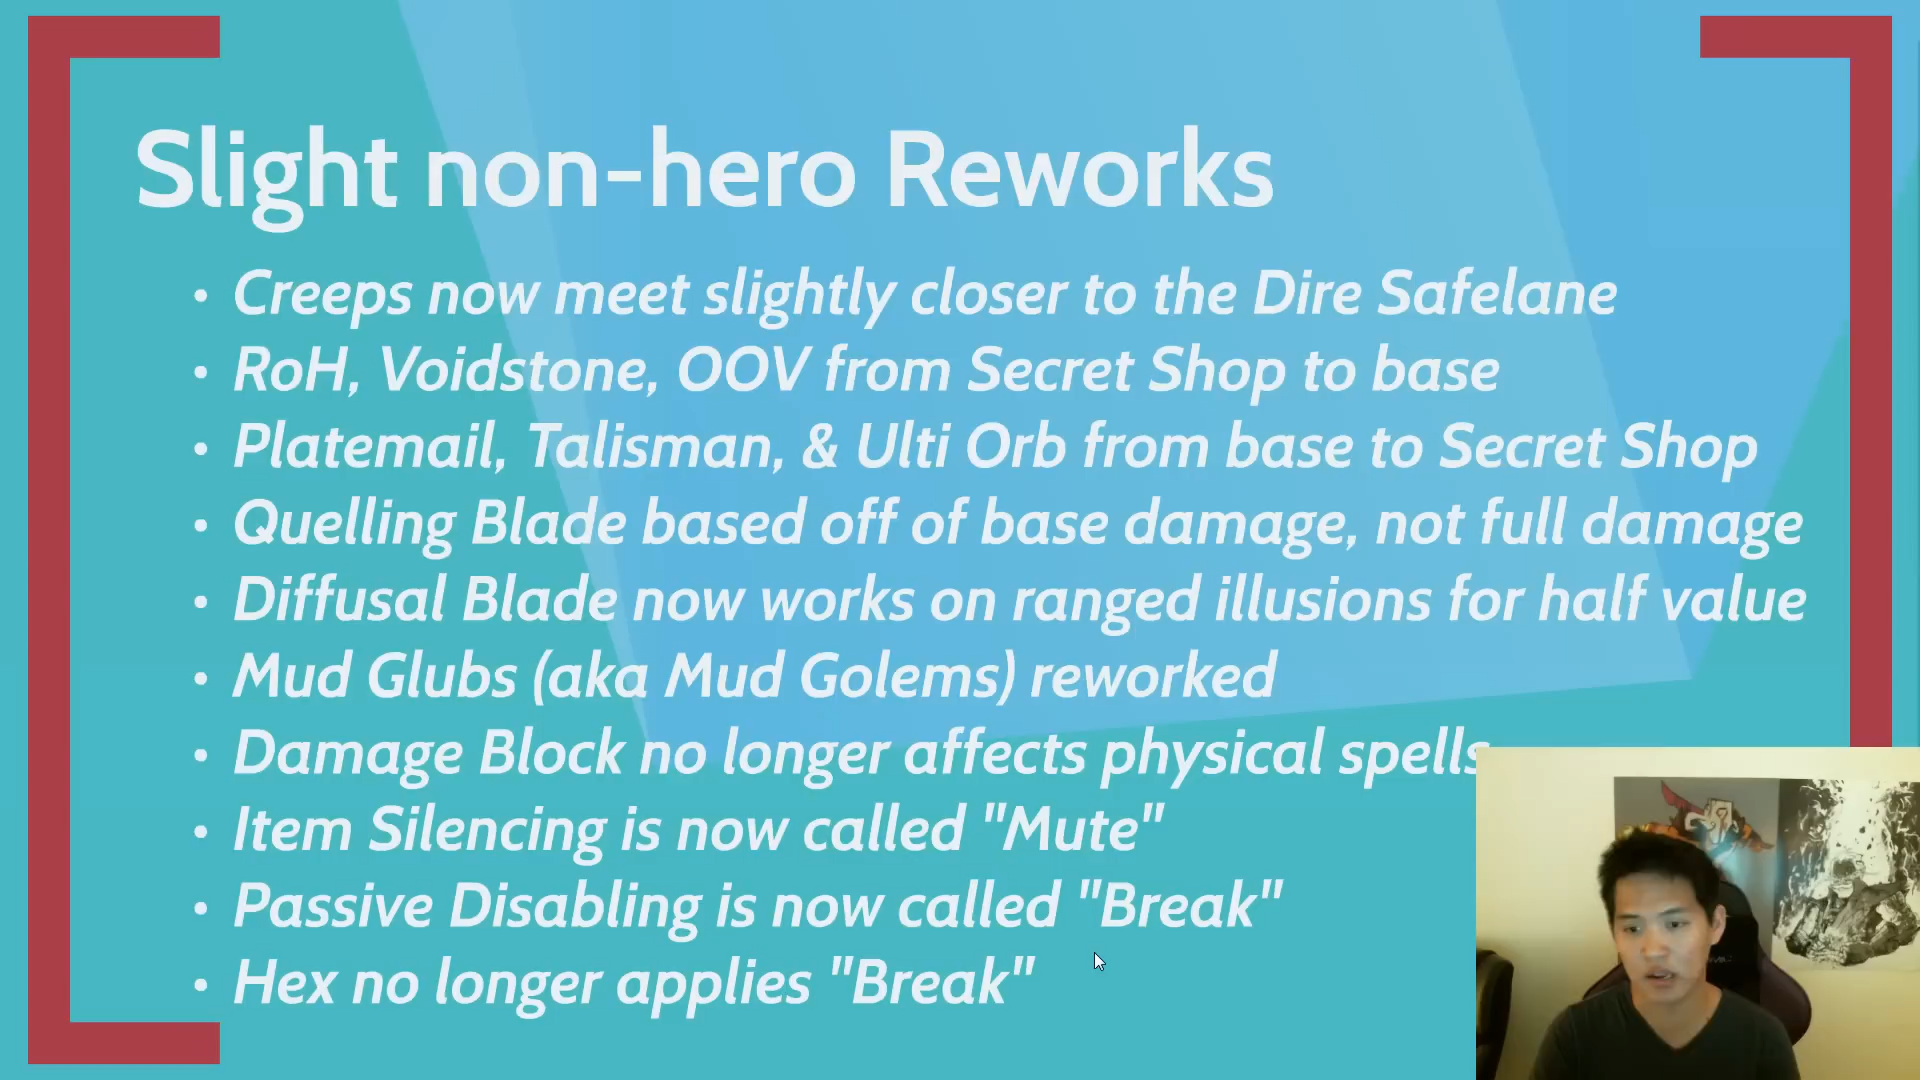 Slight non-hero Reworks
• Creeps now meet slightly closer to the Dire Safelane
• RoH, Voidstone, OOV from Secret Shop to base
• Platemail, Talisman, & Ulti Orb from base to Secret Shop
• Quelling Blade based off of base damage, not full damage
• Diffusal Blade now works on ranged illusions for half value
• Mud Glubs (aka Mud Golems) reworked
• Damage Block no longer affects physical spells
• Item Silencing is now called "Mute"
• Passive Disabling is now called "Break"
• Hex no longer applies "Break"